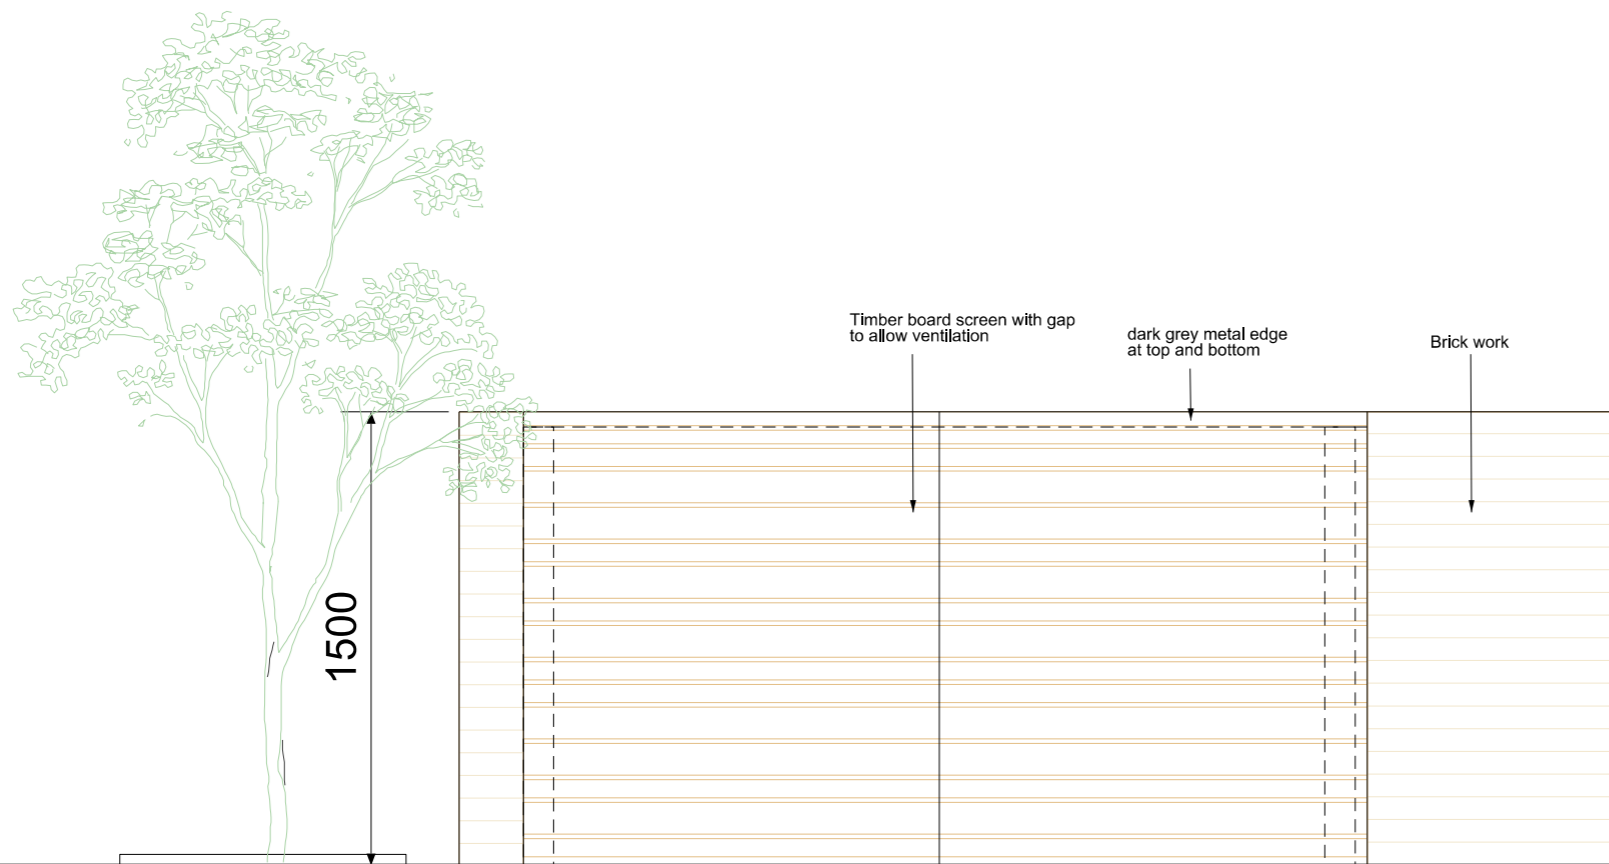 Timber board screen with gap
to allow ventilation
dark grey metal edge
at top and bottom
Brick work
1500